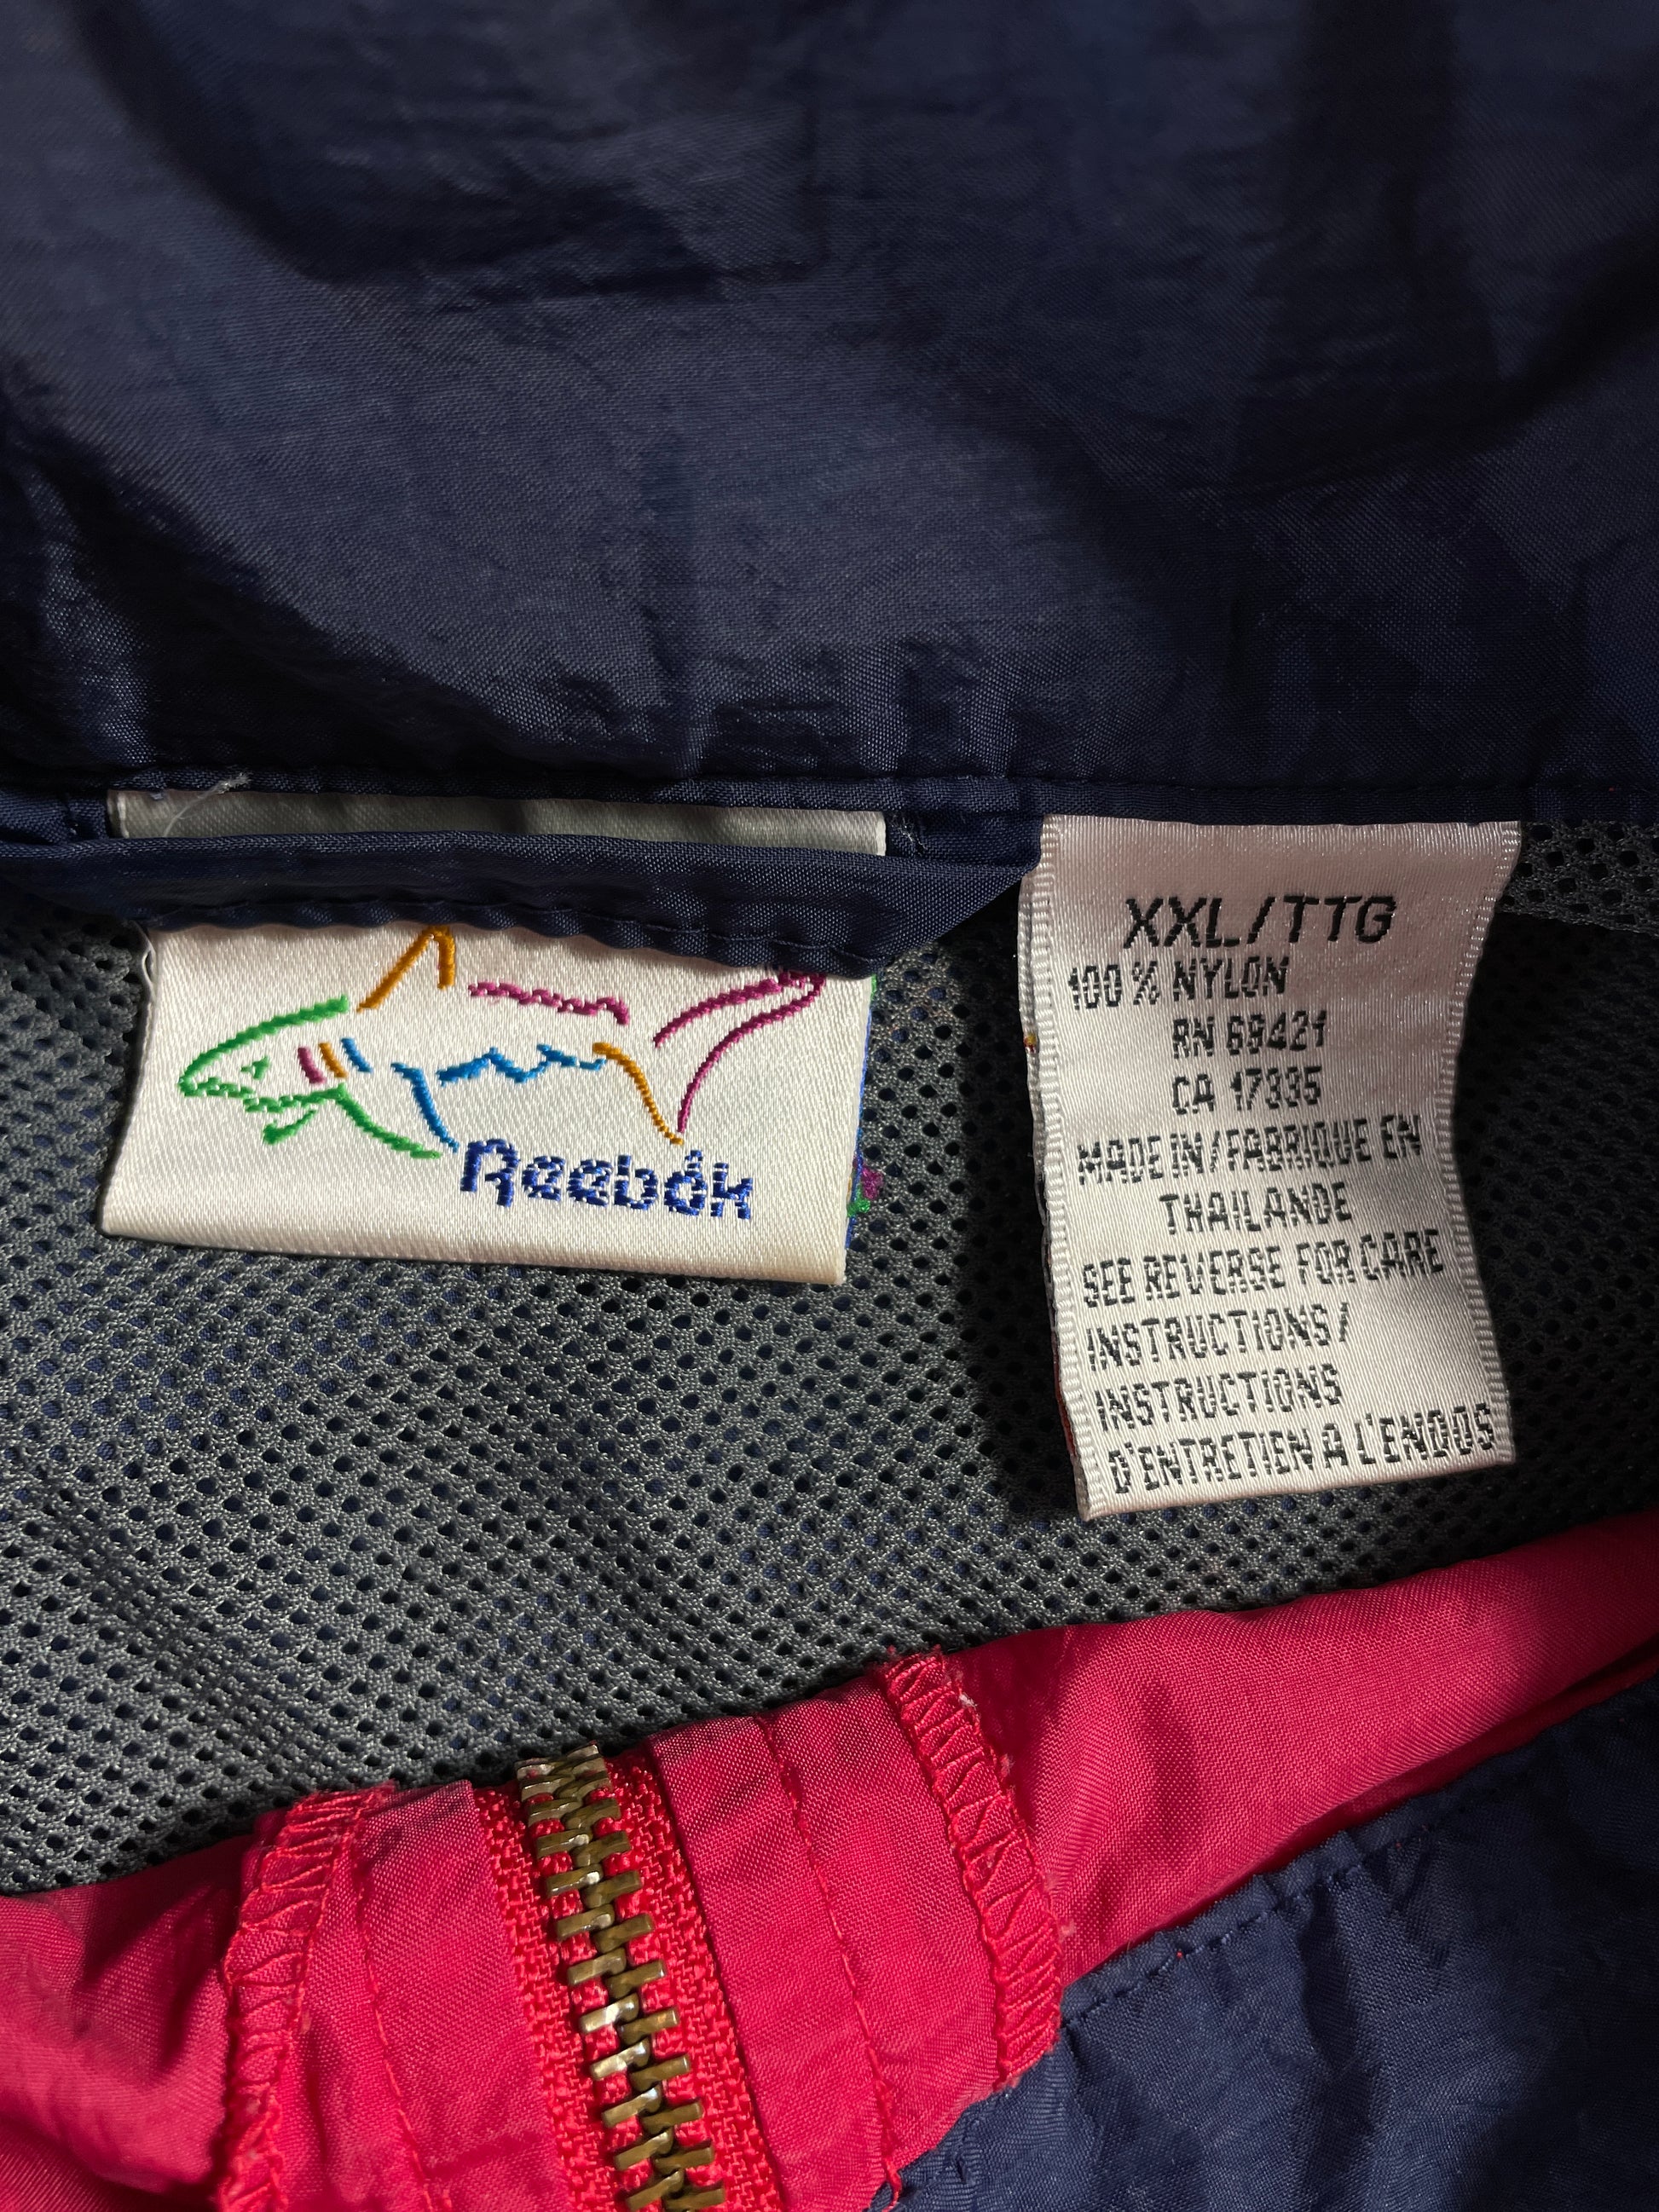 Reebok
XXL/TTG
100% NYLON
RN 69421
CA 17335
MADE IN/FABRIQUE EN
THAILANDE
SEE REVERSE FOR CARE
INSTRUCTIONS/
INSTRUCTIONS
D'ENTRETIEN A L'ENDOS